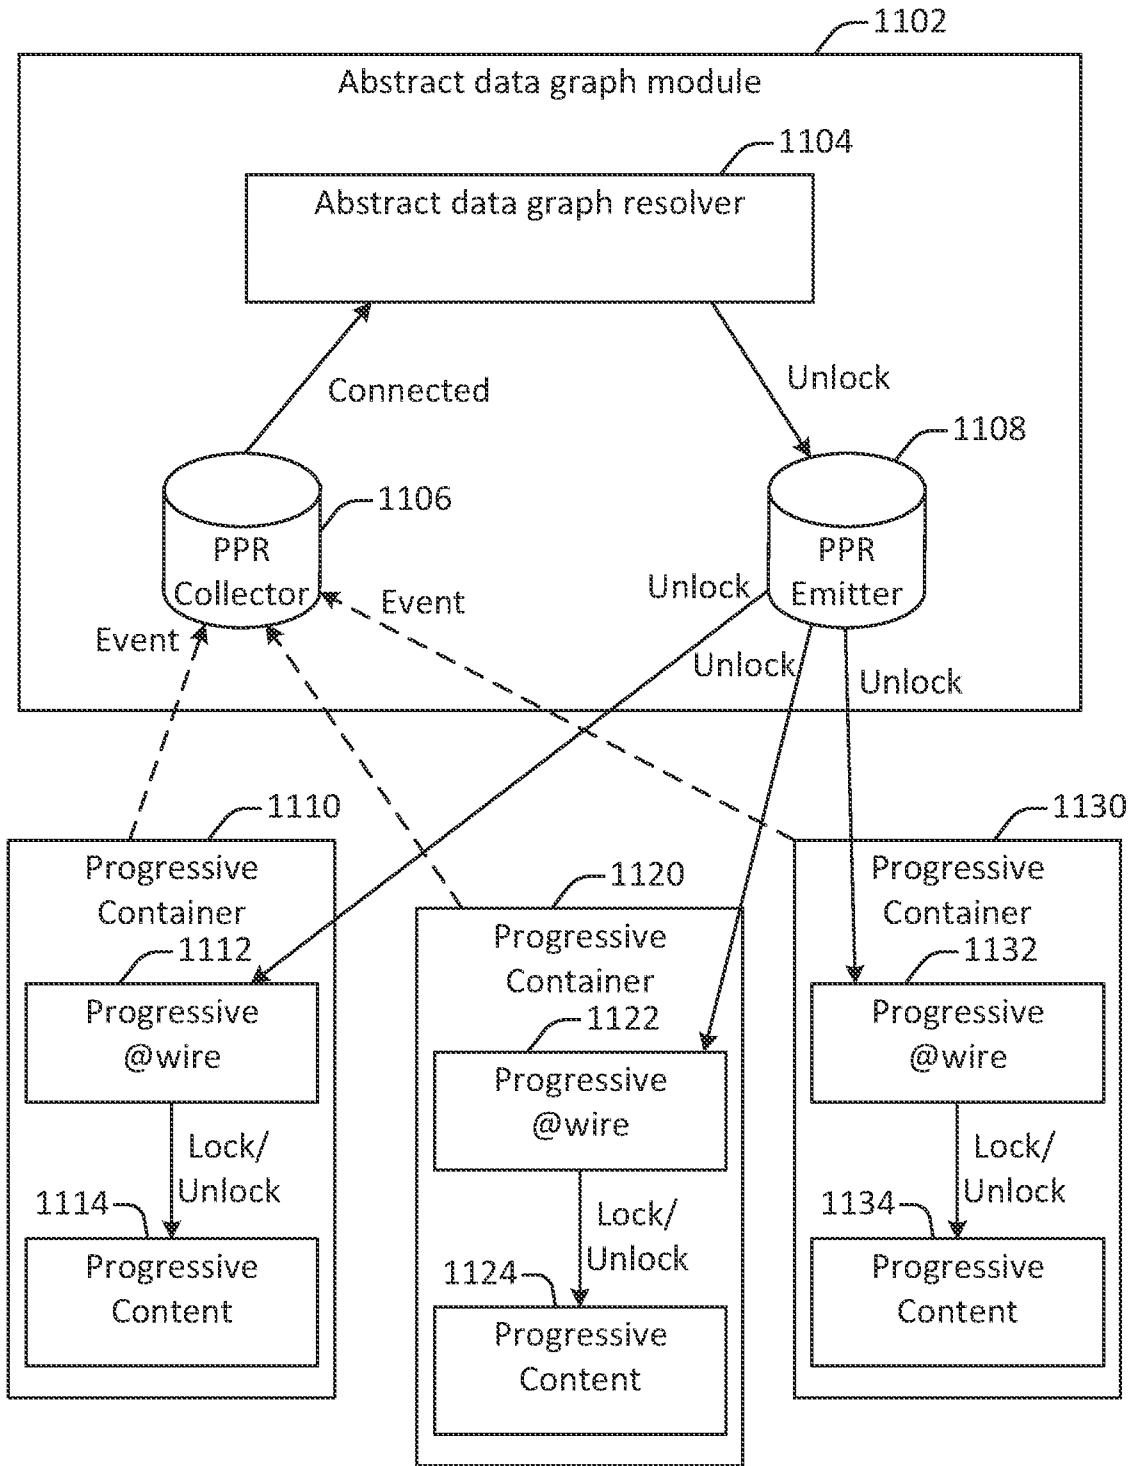 1102
Abstract data graph module
1104
Abstract data graph resolver
Connected
Unlock
1108
1106
PPR
Collector
PPR
Emitter
Event
Event
Unlock
Unlock
Unlock
1110
Progressive
Container
1112
Progressive
@wire
Lock/
Unlock
1114
Progressive
Content
1120
Progressive
Container
1122
Progressive
@wire
Lock/
Unlock
1124
Progressive
Content
1130
Progressive
Container
1132
Progressive
@wire
Lock/
Unlock
1134
Progressive
Content